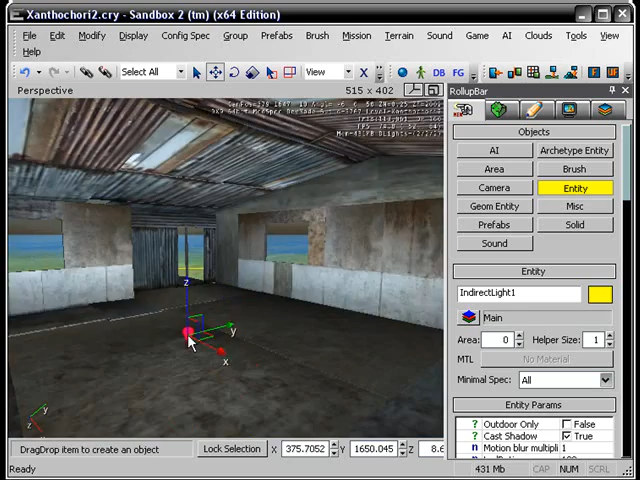 Xanthochori2.cry - Sandbox 2 (tm) (x64 Edition)
File Edit Modify Display Config Spec Group Prefabs Brush Mission Terrain Sound Game AI Clouds Tools View
Help
Select All View X XY DB FG
Perspective 515 x 402
RollupBar
Objects
AI Archetype Entity
Area Brush
Camera Entity
Geom Entity Misc
Prefabs Solid
Sound
Entity
IndirectLight1
Main
Area: 0 Helper Size: 1
MTL No Material
Minimal Spec: All
Entity Params
? Outdoor Only False
? Cast Shadow True
n Motion blur multipli 1
z
y
x
y
z
DragDrop item to create an object Lock Selection X 375.7052 Y 1650.045 Z 8.6
Ready 431 Mb CAP NUM SCRL